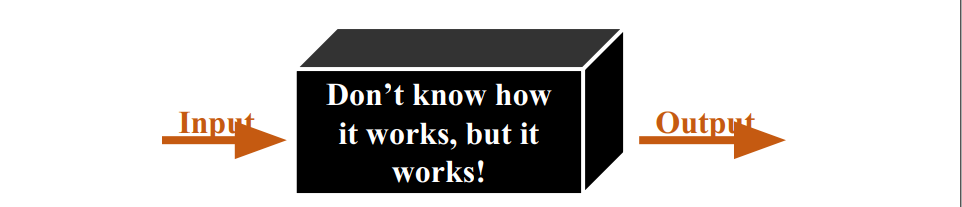 Input
Don’t know how
it works, but it
works!
Output